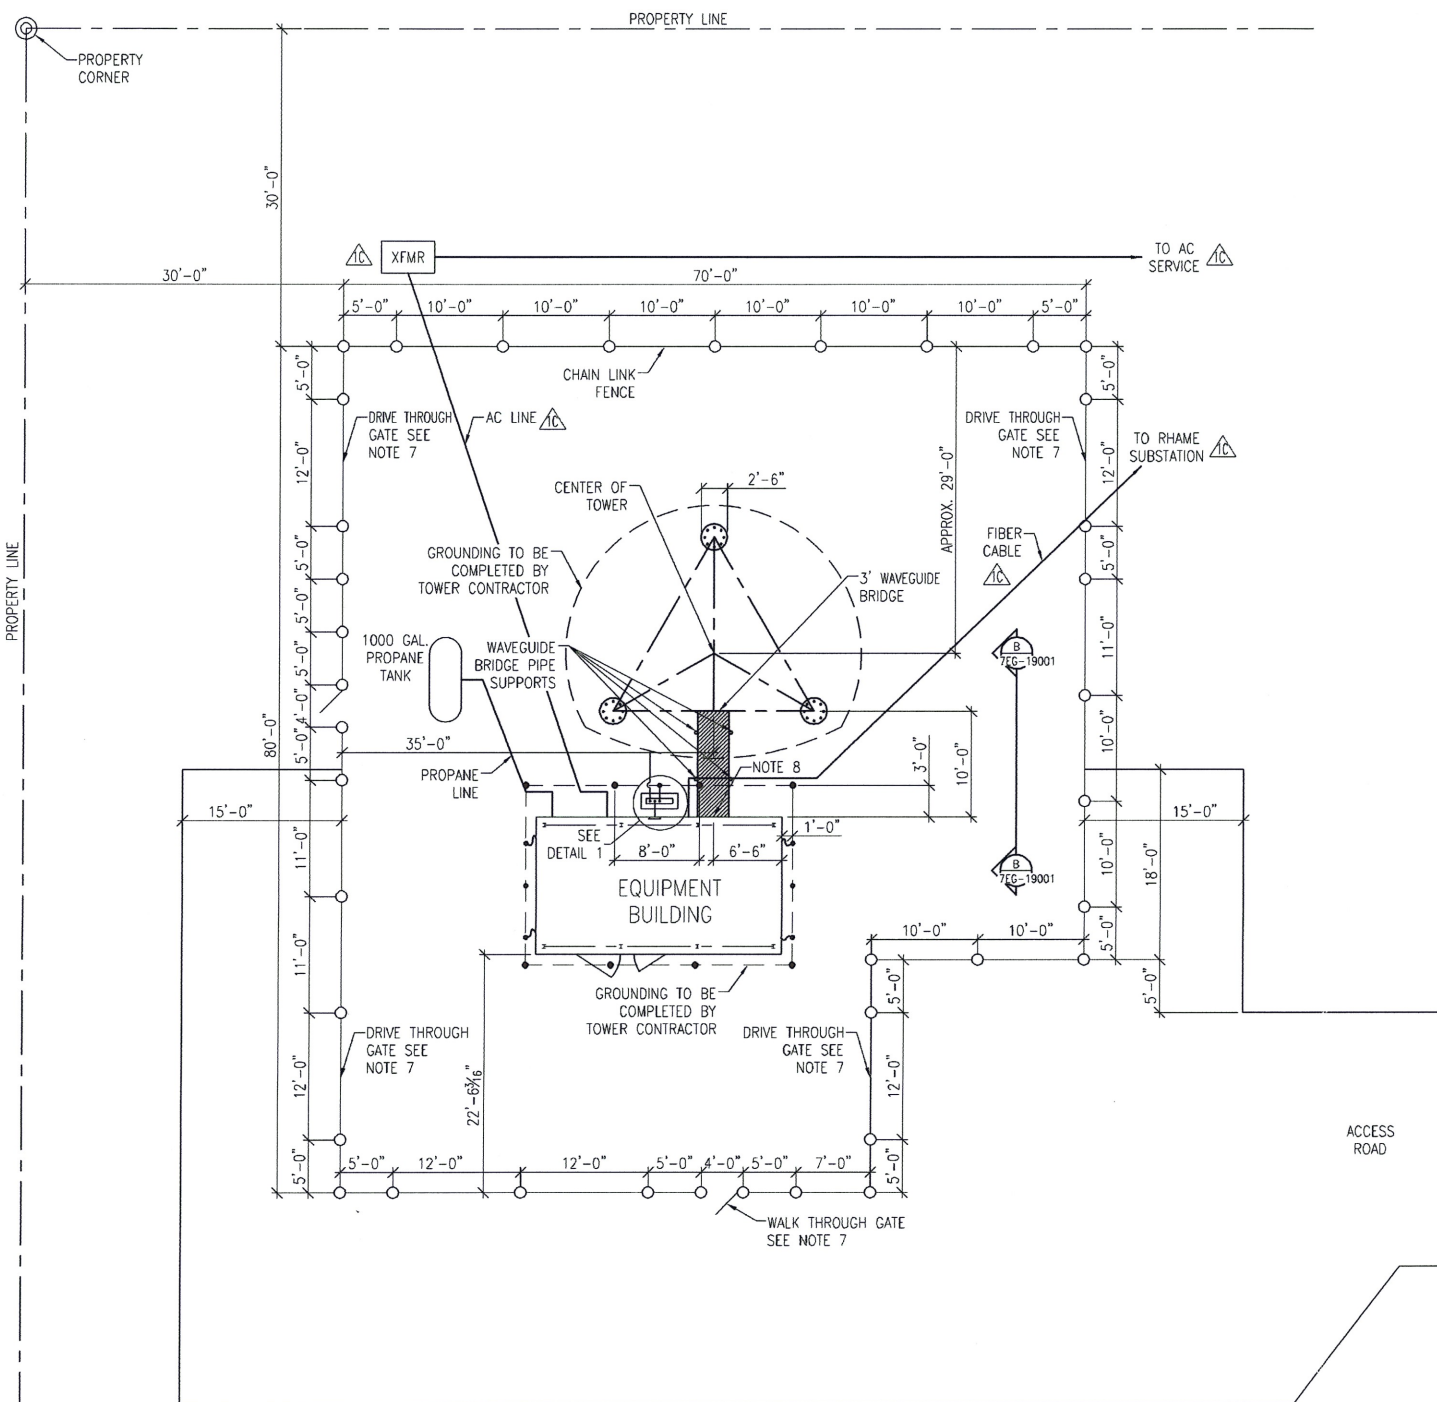 PROPERTY LINE
PROPERTY
CORNER
30'-0"
1C
XFMR
TO AC
SERVICE
1C
30'-0"
70'-0"
5'-0"
10'-0"
10'-0"
10'-0"
10'-0"
10'-0"
10'-0"
5'-0"
CHAIN LINK
FENCE
5'-0"
5'-0"
DRIVE THROUGH
GATE SEE
NOTE 7
AC LINE
1C
DRIVE THROUGH
GATE SEE
NOTE 7
TO RHAME
SUBSTATION
1C
12'-0"
12'-0"
APPROX. 29'-0"
CENTER OF
TOWER
2'-6"
FIBER
CABLE
1C
PROPERTY LINE
GROUNDING TO BE
COMPLETED BY
TOWER CONTRACTOR
5'-0"
5'-0"
3' WAVEGUIDE
BRIDGE
1000 GAL.
PROPANE
TANK
WAVEGUIDE
BRIDGE PIPE
SUPPORTS
5'-0"
11'-0"
B
7EG-19001
4'-0"
80'-0"
5'-0"
35'-0"
10'-0"
3'-0"
10'-0"
PROPANE
LINE
NOTE 8
15'-0"
SEE
DETAIL 1
8'-0"
6'-6"
1'-0"
15'-0"
11'-0"
10'-0"
18'-0"
B
7EG-19001
EQUIPMENT
BUILDING
10'-0"
10'-0"
5'-0"
11'-0"
5'-0"
5'-0"
GROUNDING TO BE
COMPLETED BY
TOWER CONTRACTOR
DRIVE THROUGH
GATE SEE
NOTE 7
DRIVE THROUGH
GATE SEE
NOTE 7
12'-0"
22'-6 3/16"
12'-0"
ACCESS
ROAD
5'-0"
5'-0"
12'-0"
12'-0"
5'-0"
4'-0"
5'-0"
7'-0"
5'-0"
WALK THROUGH GATE
SEE NOTE 7